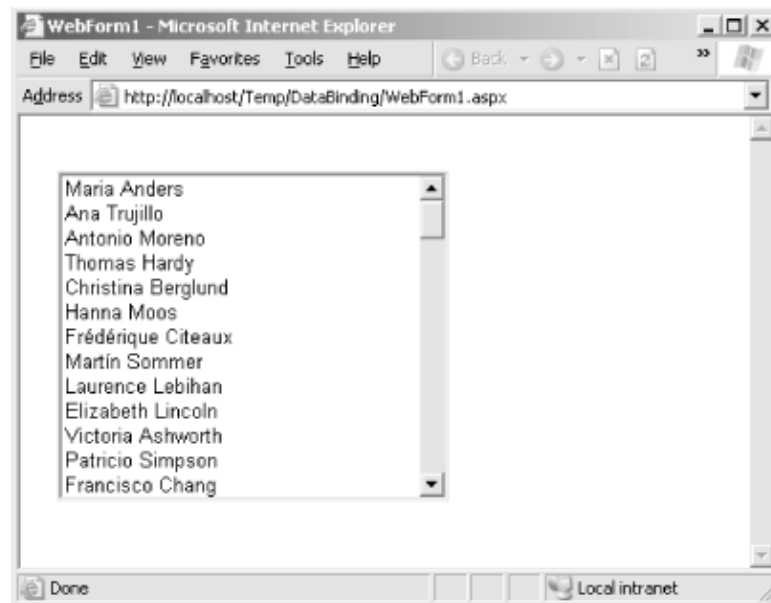 WebForm1 - Microsoft Internet Explorer
File Edit View Favorites Tools Help Back »
Address http://localhost/Temp/DataBinding/WebForm1.aspx
Maria Anders
Ana Trujillo
Antonio Moreno
Thomas Hardy
Christina Berglund
Hanna Moos
Frédérique Citeaux
Martín Sommer
Laurence Lebihan
Elizabeth Lincoln
Victoria Ashworth
Patricio Simpson
Francisco Chang
Done Local intranet